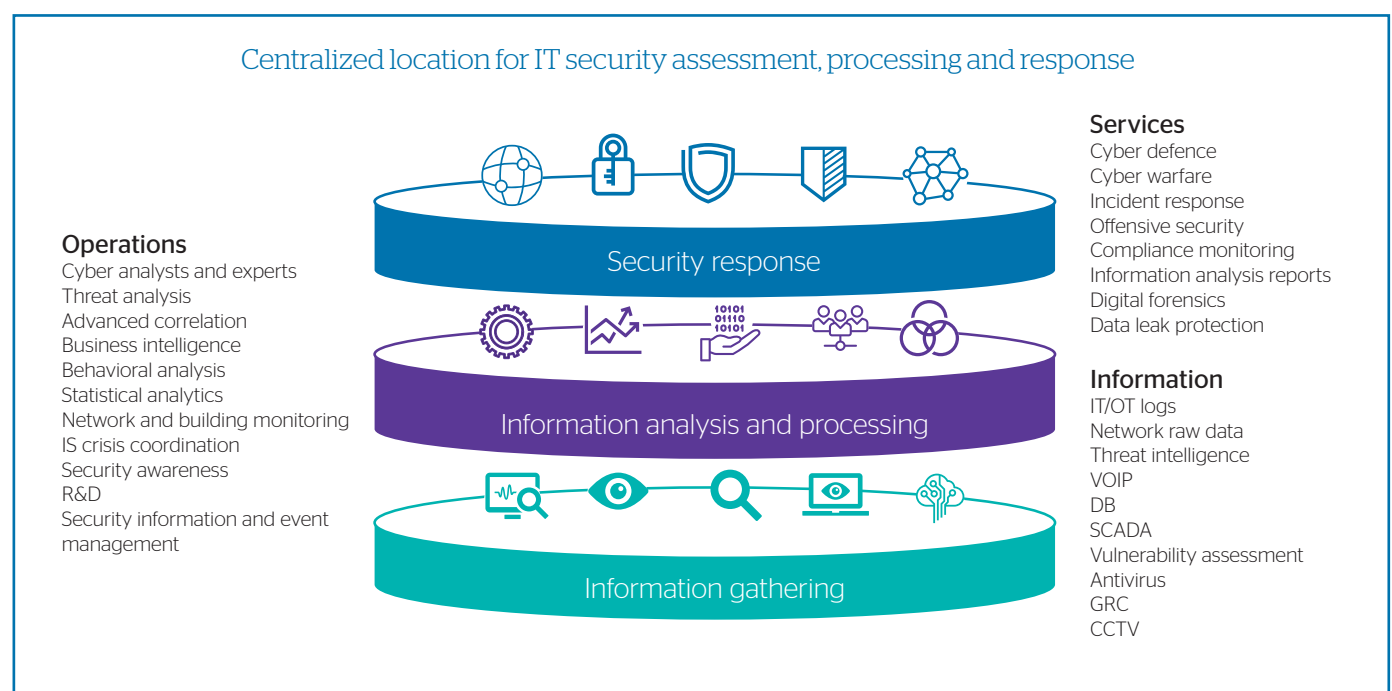 Centralized location for IT security assessment, processing and response
Operations
Cyber analysts and experts
Threat analysis
Advanced correlation
Business intelligence
Behavioral analysis
Statistical analytics
Network and building monitoring
IS crisis coordination
Security awareness
R&D
Security information and event
management
Security response
10101
01110
10101
Information analysis and processing
Information gathering
Services
Cyber defence
Cyber warfare
Incident response
Offensive security
Compliance monitoring
Information analysis reports
Digital forensics
Data leak protection
Information
IT/OT logs
Network raw data
Threat intelligence
VOIP
DB
SCADA
Vulnerability assessment
Antivirus
GRC
CCTV